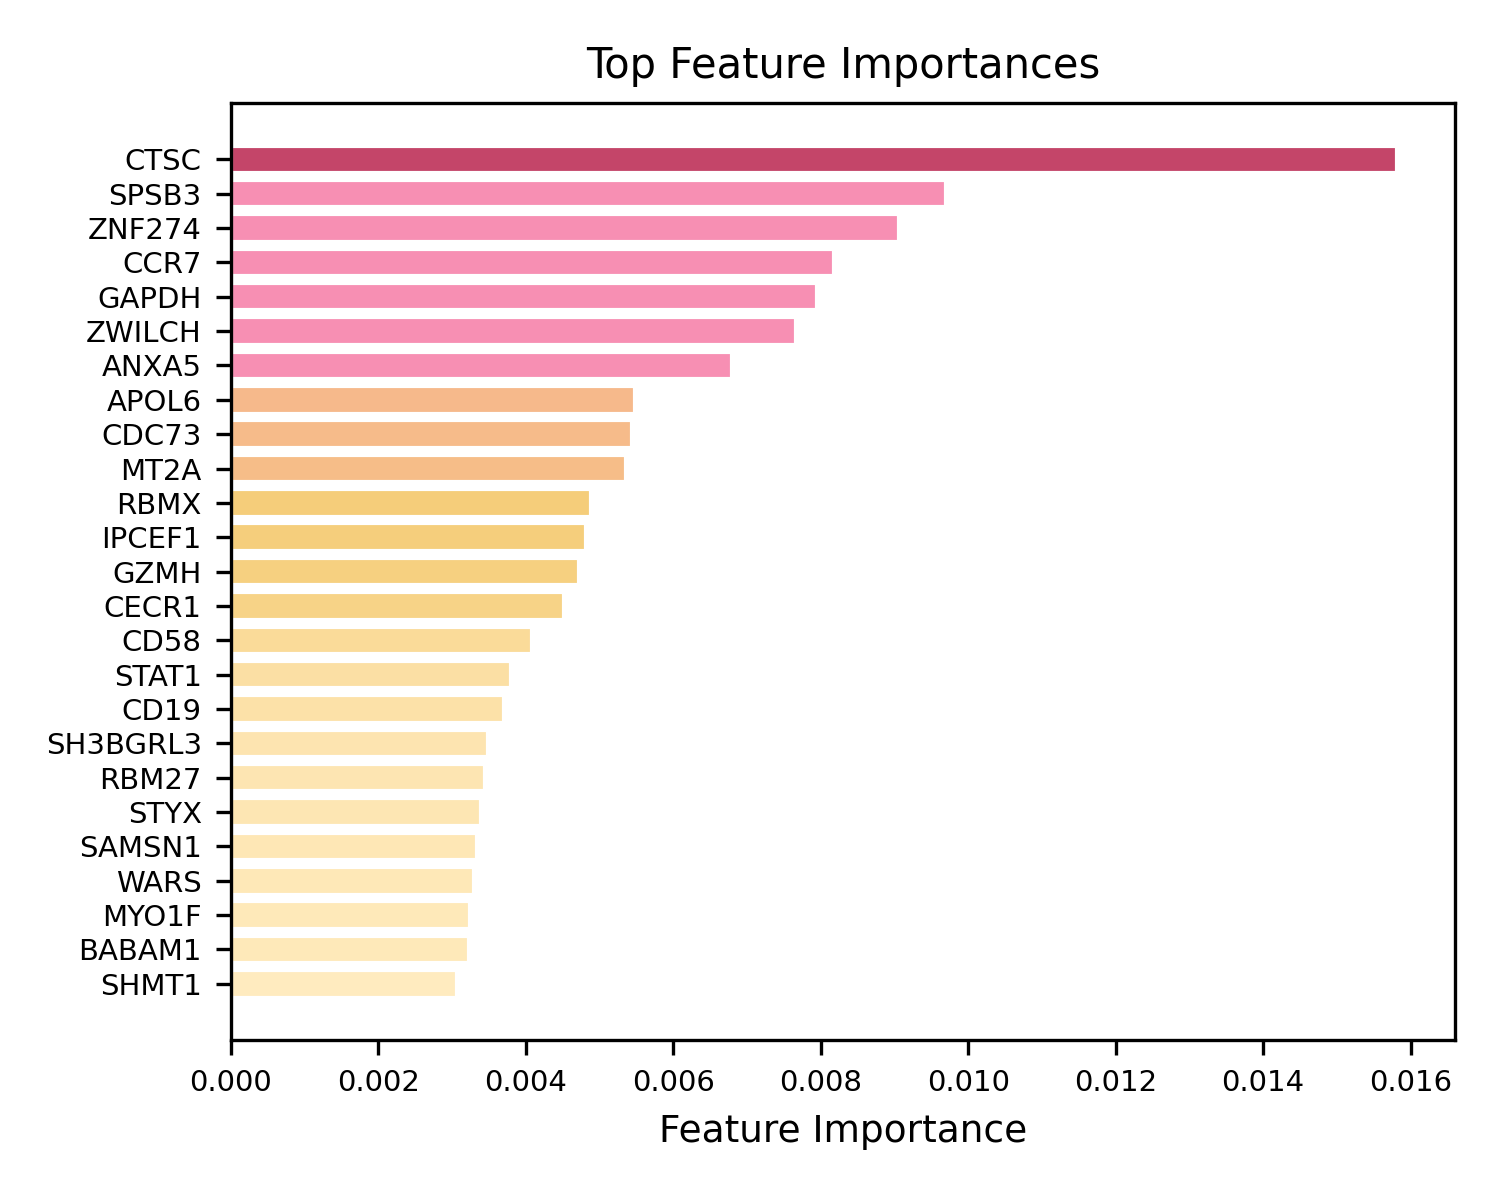 Top Feature Importances
CTSC
SPSB3
ZNF274
CCR7
GAPDH
ZWILCH
ANXA5
APOL6
CDC73
MT2A
RBMX
IPCEF1
GZMH
CECR1
CD58
STAT1
CD19
SH3BGRL3
RBM27
STYX
SAMSN1
WARS
MYO1F
BABAM1
SHMT1
0.000 0.002 0.004 0.006 0.008 0.010 0.012 0.014 0.016
Feature Importance